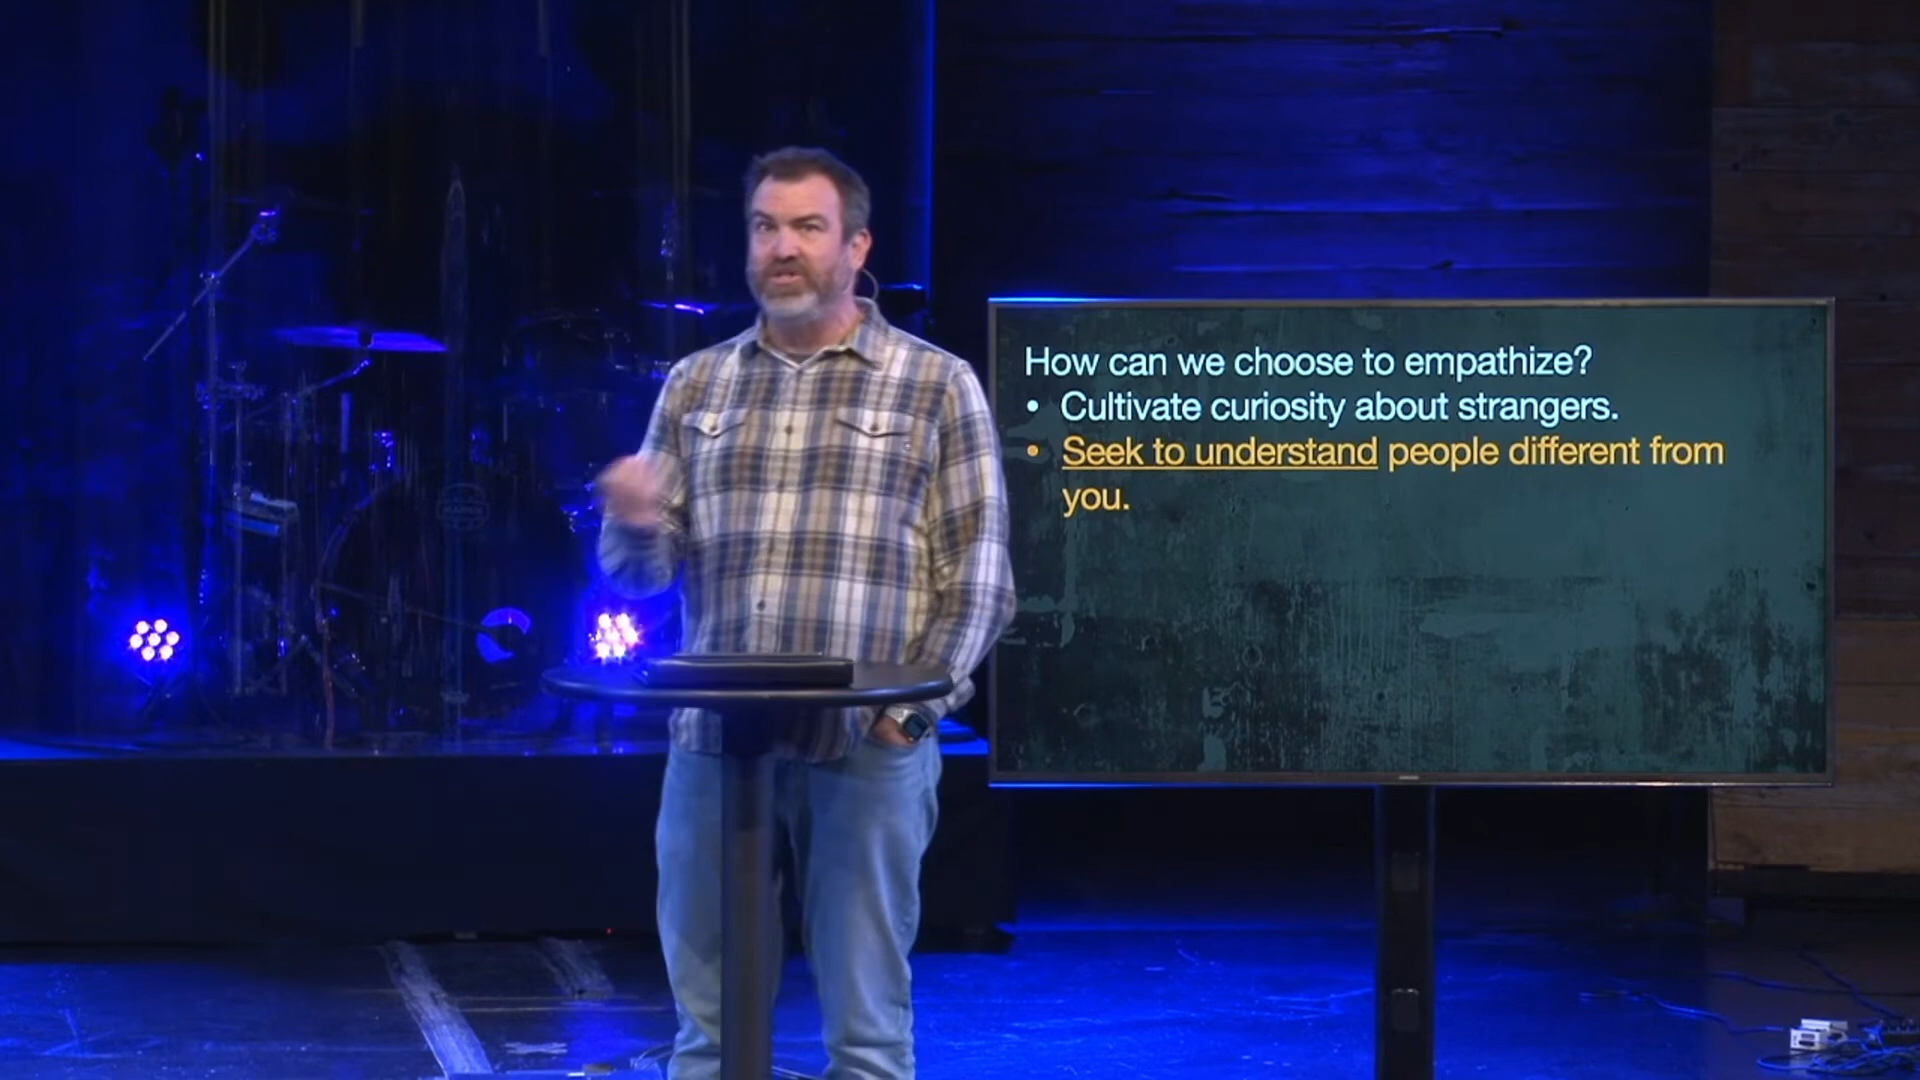 How can we choose to empathize?
• Cultivate curiosity about strangers.
• Seek to understand people different from
you.